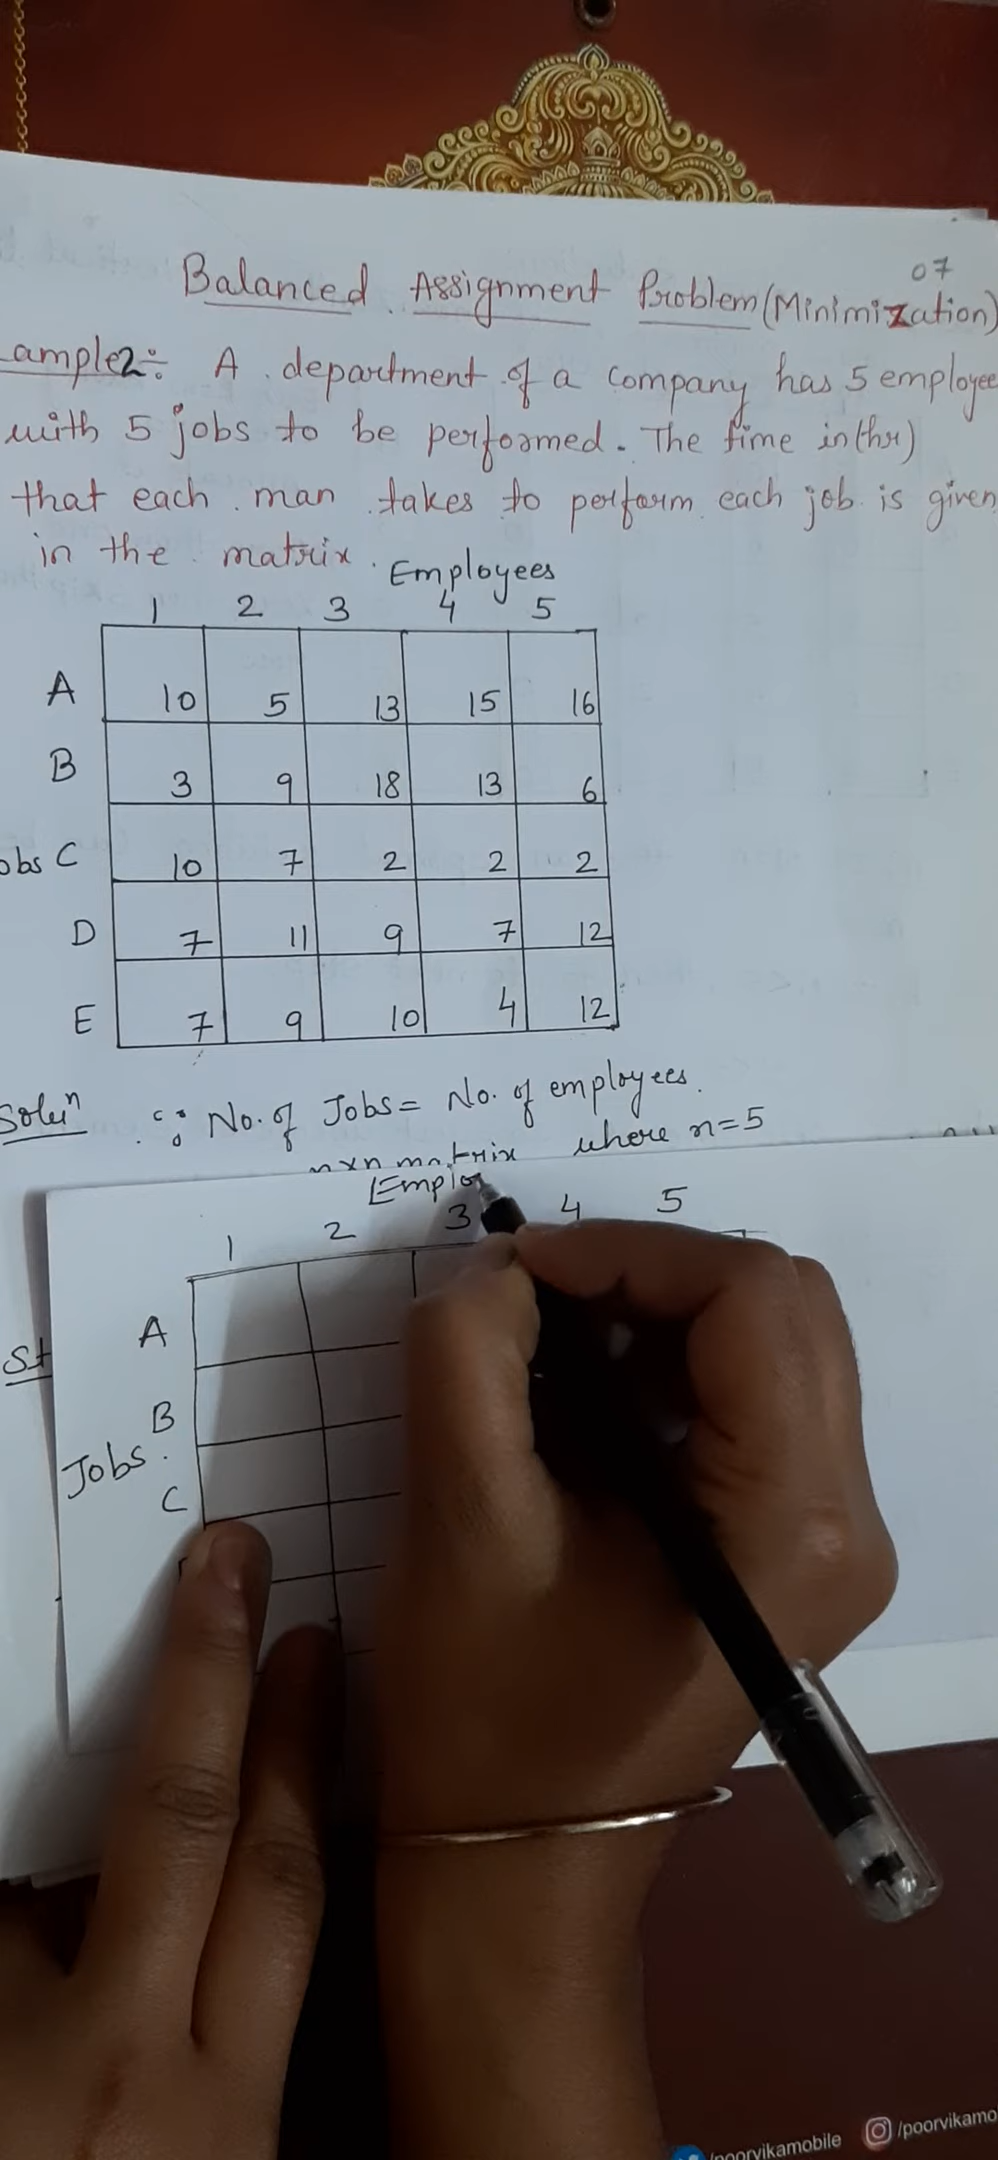 07
Balanced Assignment Problem (Minimization)
ample2÷ A department of a company has 5 employee
with 5 jobs to be performed. The time in (hr)
that each man takes to perform each job is given
in the matrix.
Employees
1 2 3 4 5
A 10 5 13 15 16
B 3 9 18 13 6
obs C 10 7 2 2 2
D 7 11 9 7 12
E 7 9 10 4 12
Solun ∵ No. of Jobs = No. of employees.
n×n matrix where n=5
Emplo
1 2 3 4 5
A
St
B
Jobs
C
/poorvikamobile /poorvikamo